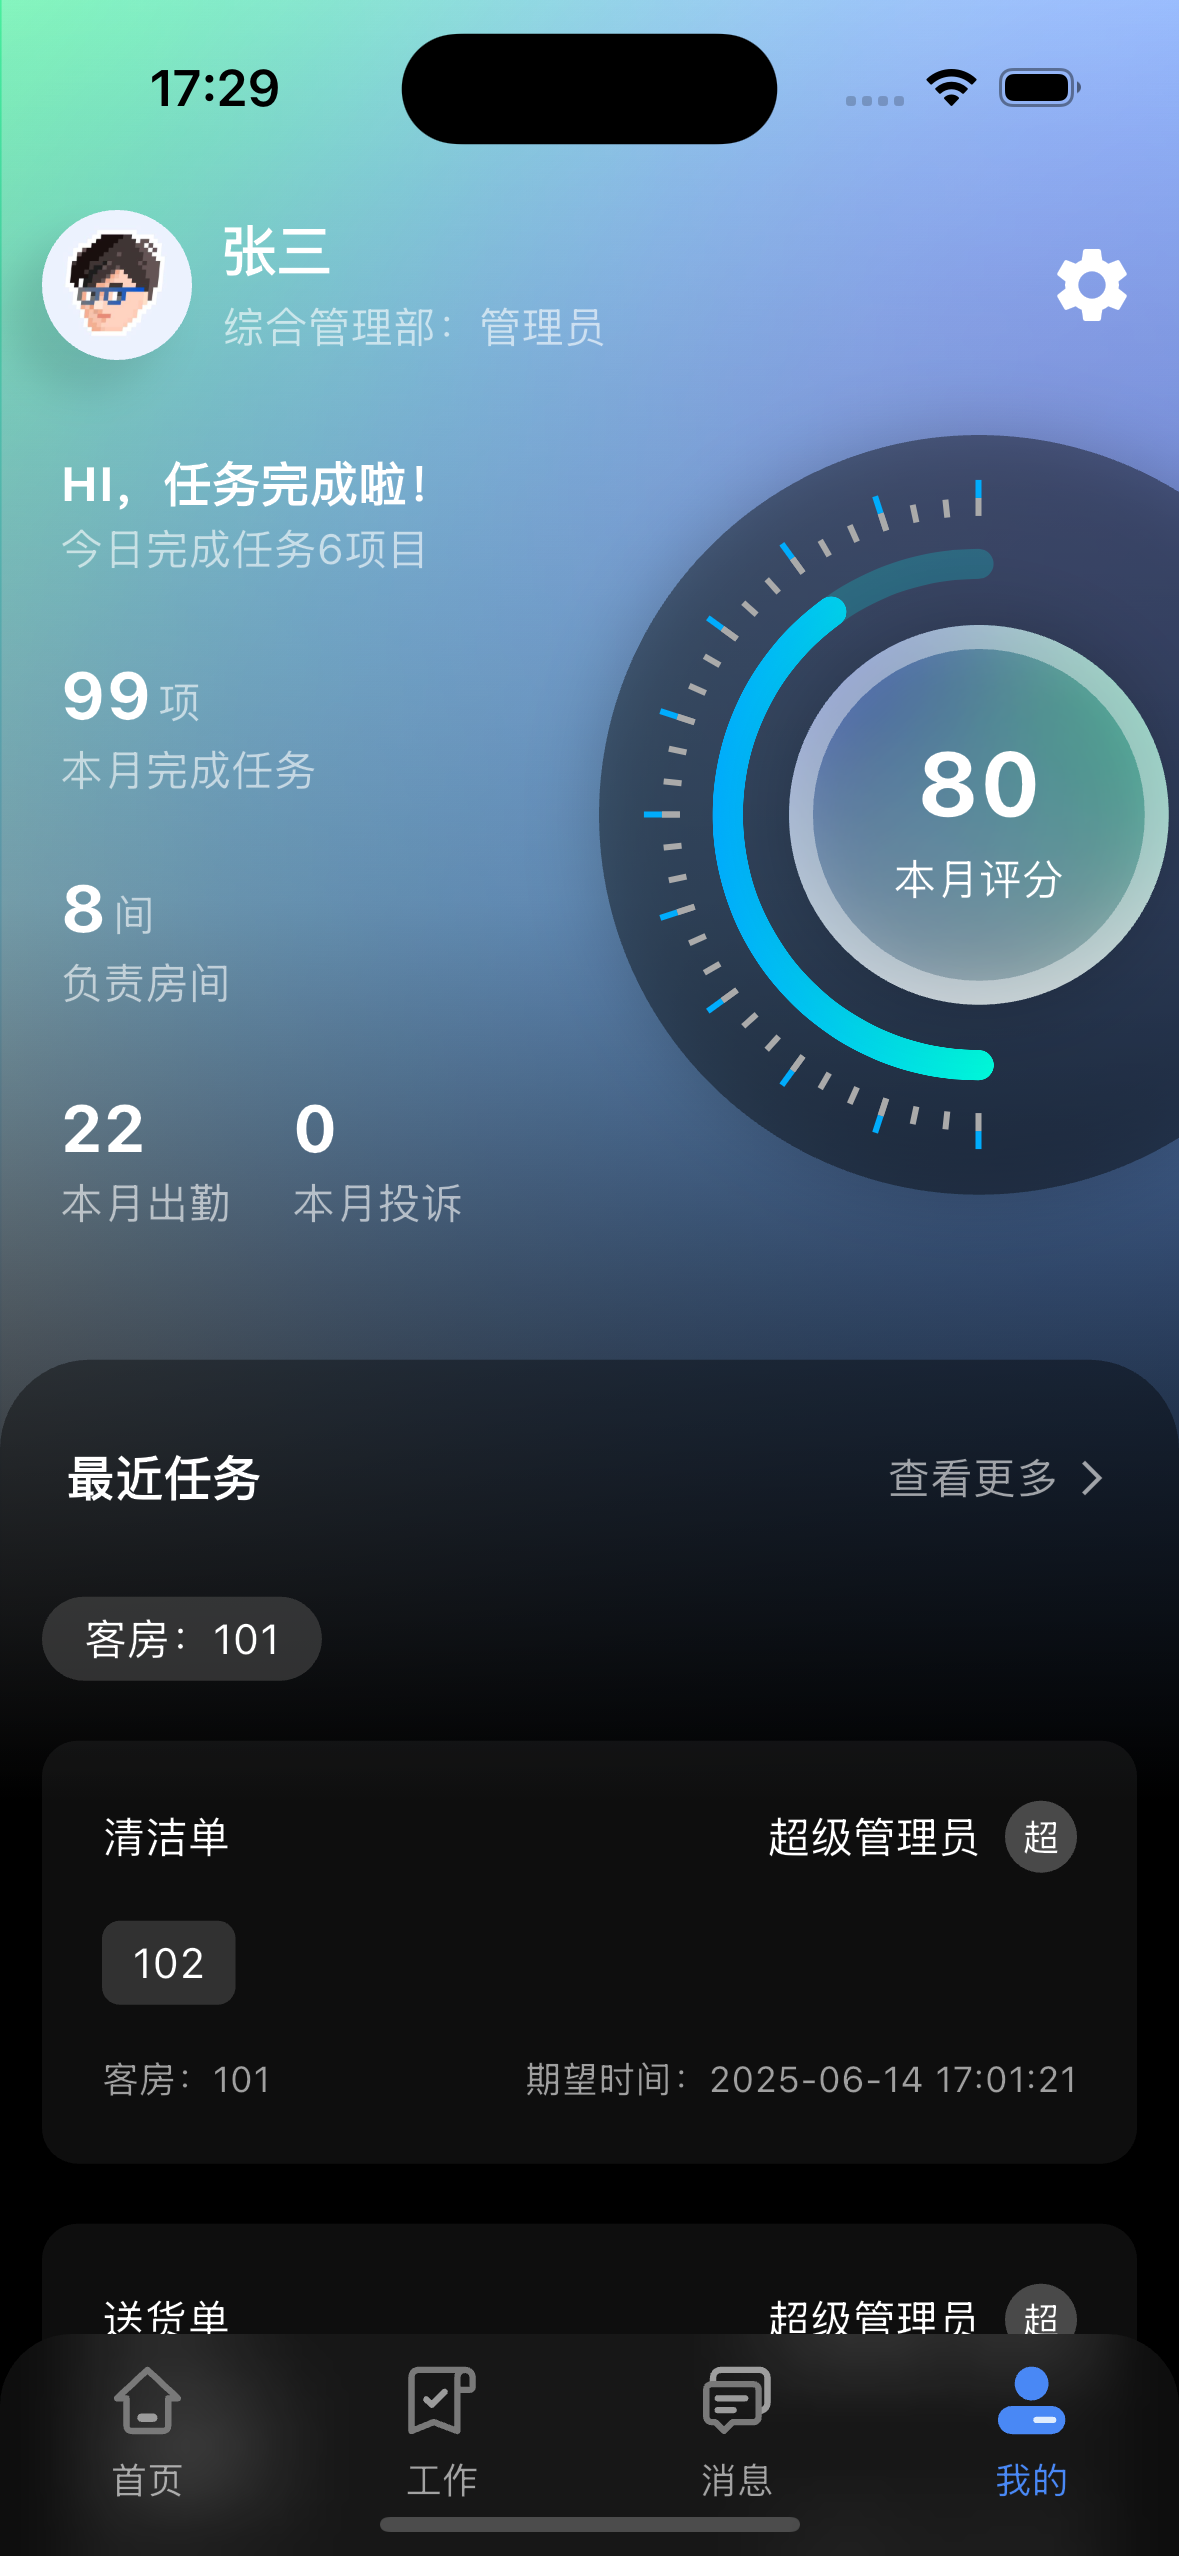 17:29
张三
综合管理部：管理员
HI，任务完成啦！
今日完成任务6项目
99 项
本月完成任务
80
本月评分
8 间
负责房间
22
本月出勤
0
本月投诉
最近任务
查看更多
客房：101
清洁单
超级管理员 超
102
客房：101
期望时间：2025-06-14 17:01:21
送货单
超级管理员 超
首页
工作
消息
我的